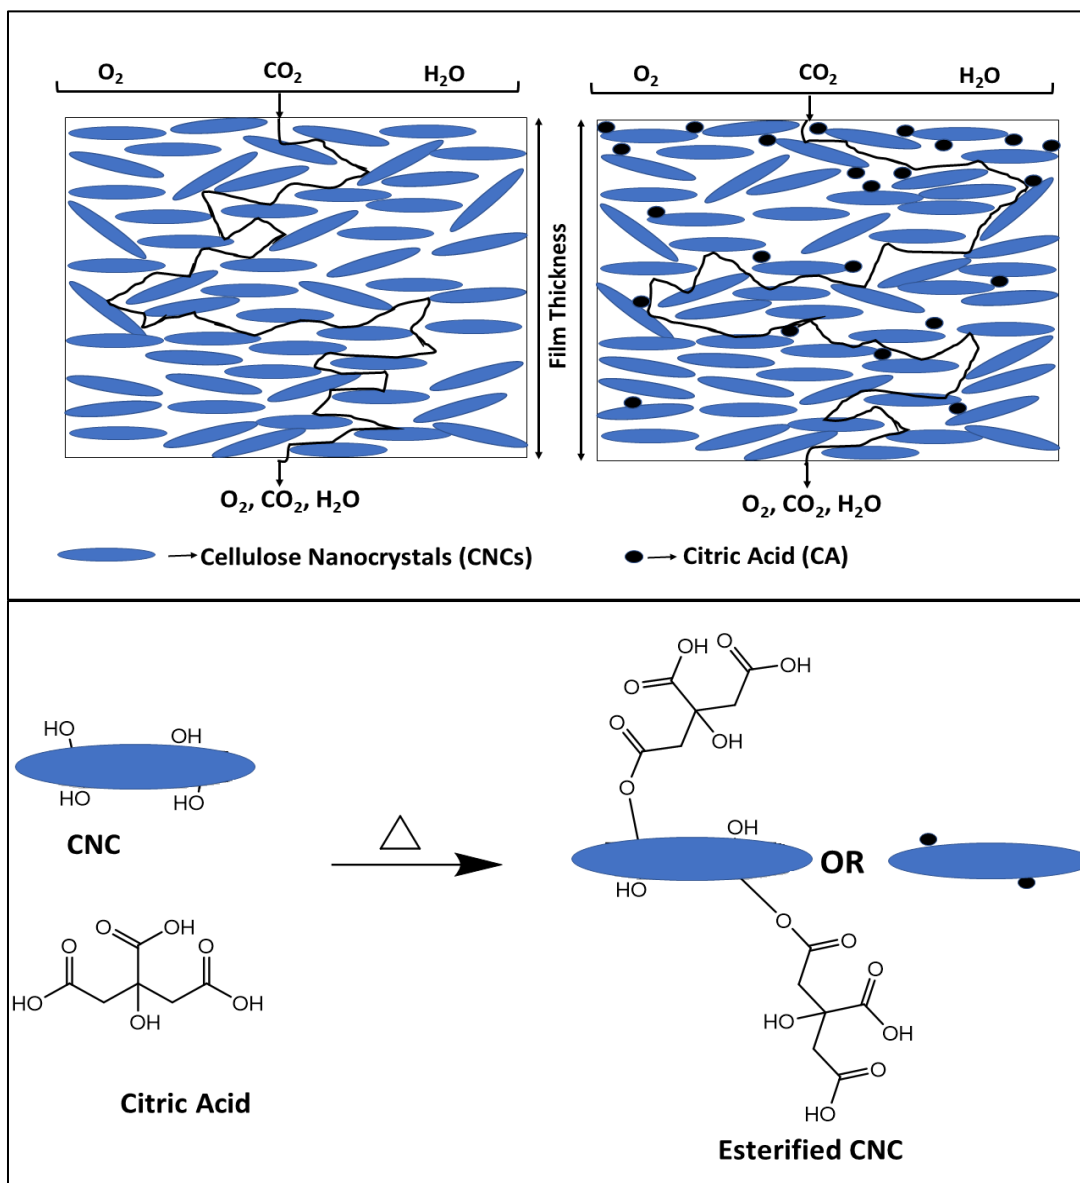 O₂ CO₂ H₂O
O₂ CO₂ H₂O
Film Thickness
O₂, CO₂, H₂O
O₂, CO₂, H₂O
Cellulose Nanocrystals (CNCs)
Citric Acid (CA)
HO
OH
HO
HO
CNC
O
OH
O
O
HO
OH
OH
Citric Acid
OH
O
O
OH
O
OH
O
OH
HO
OR
O
O
O
HO
OH
O
HO
Esterified CNC